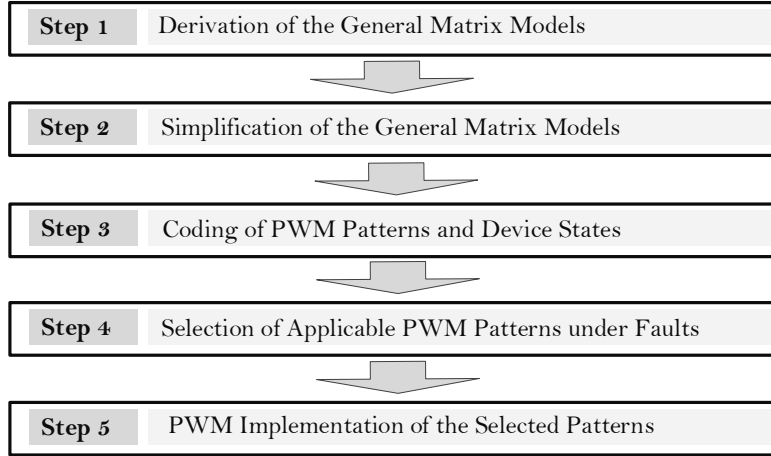 Step 1 Derivation of the General Matrix Models
Step 2 Simplification of the General Matrix Models
Step 3 Coding of PWM Patterns and Device States
Step 4 Selection of Applicable PWM Patterns under Faults
Step 5 PWM Implementation of the Selected Patterns